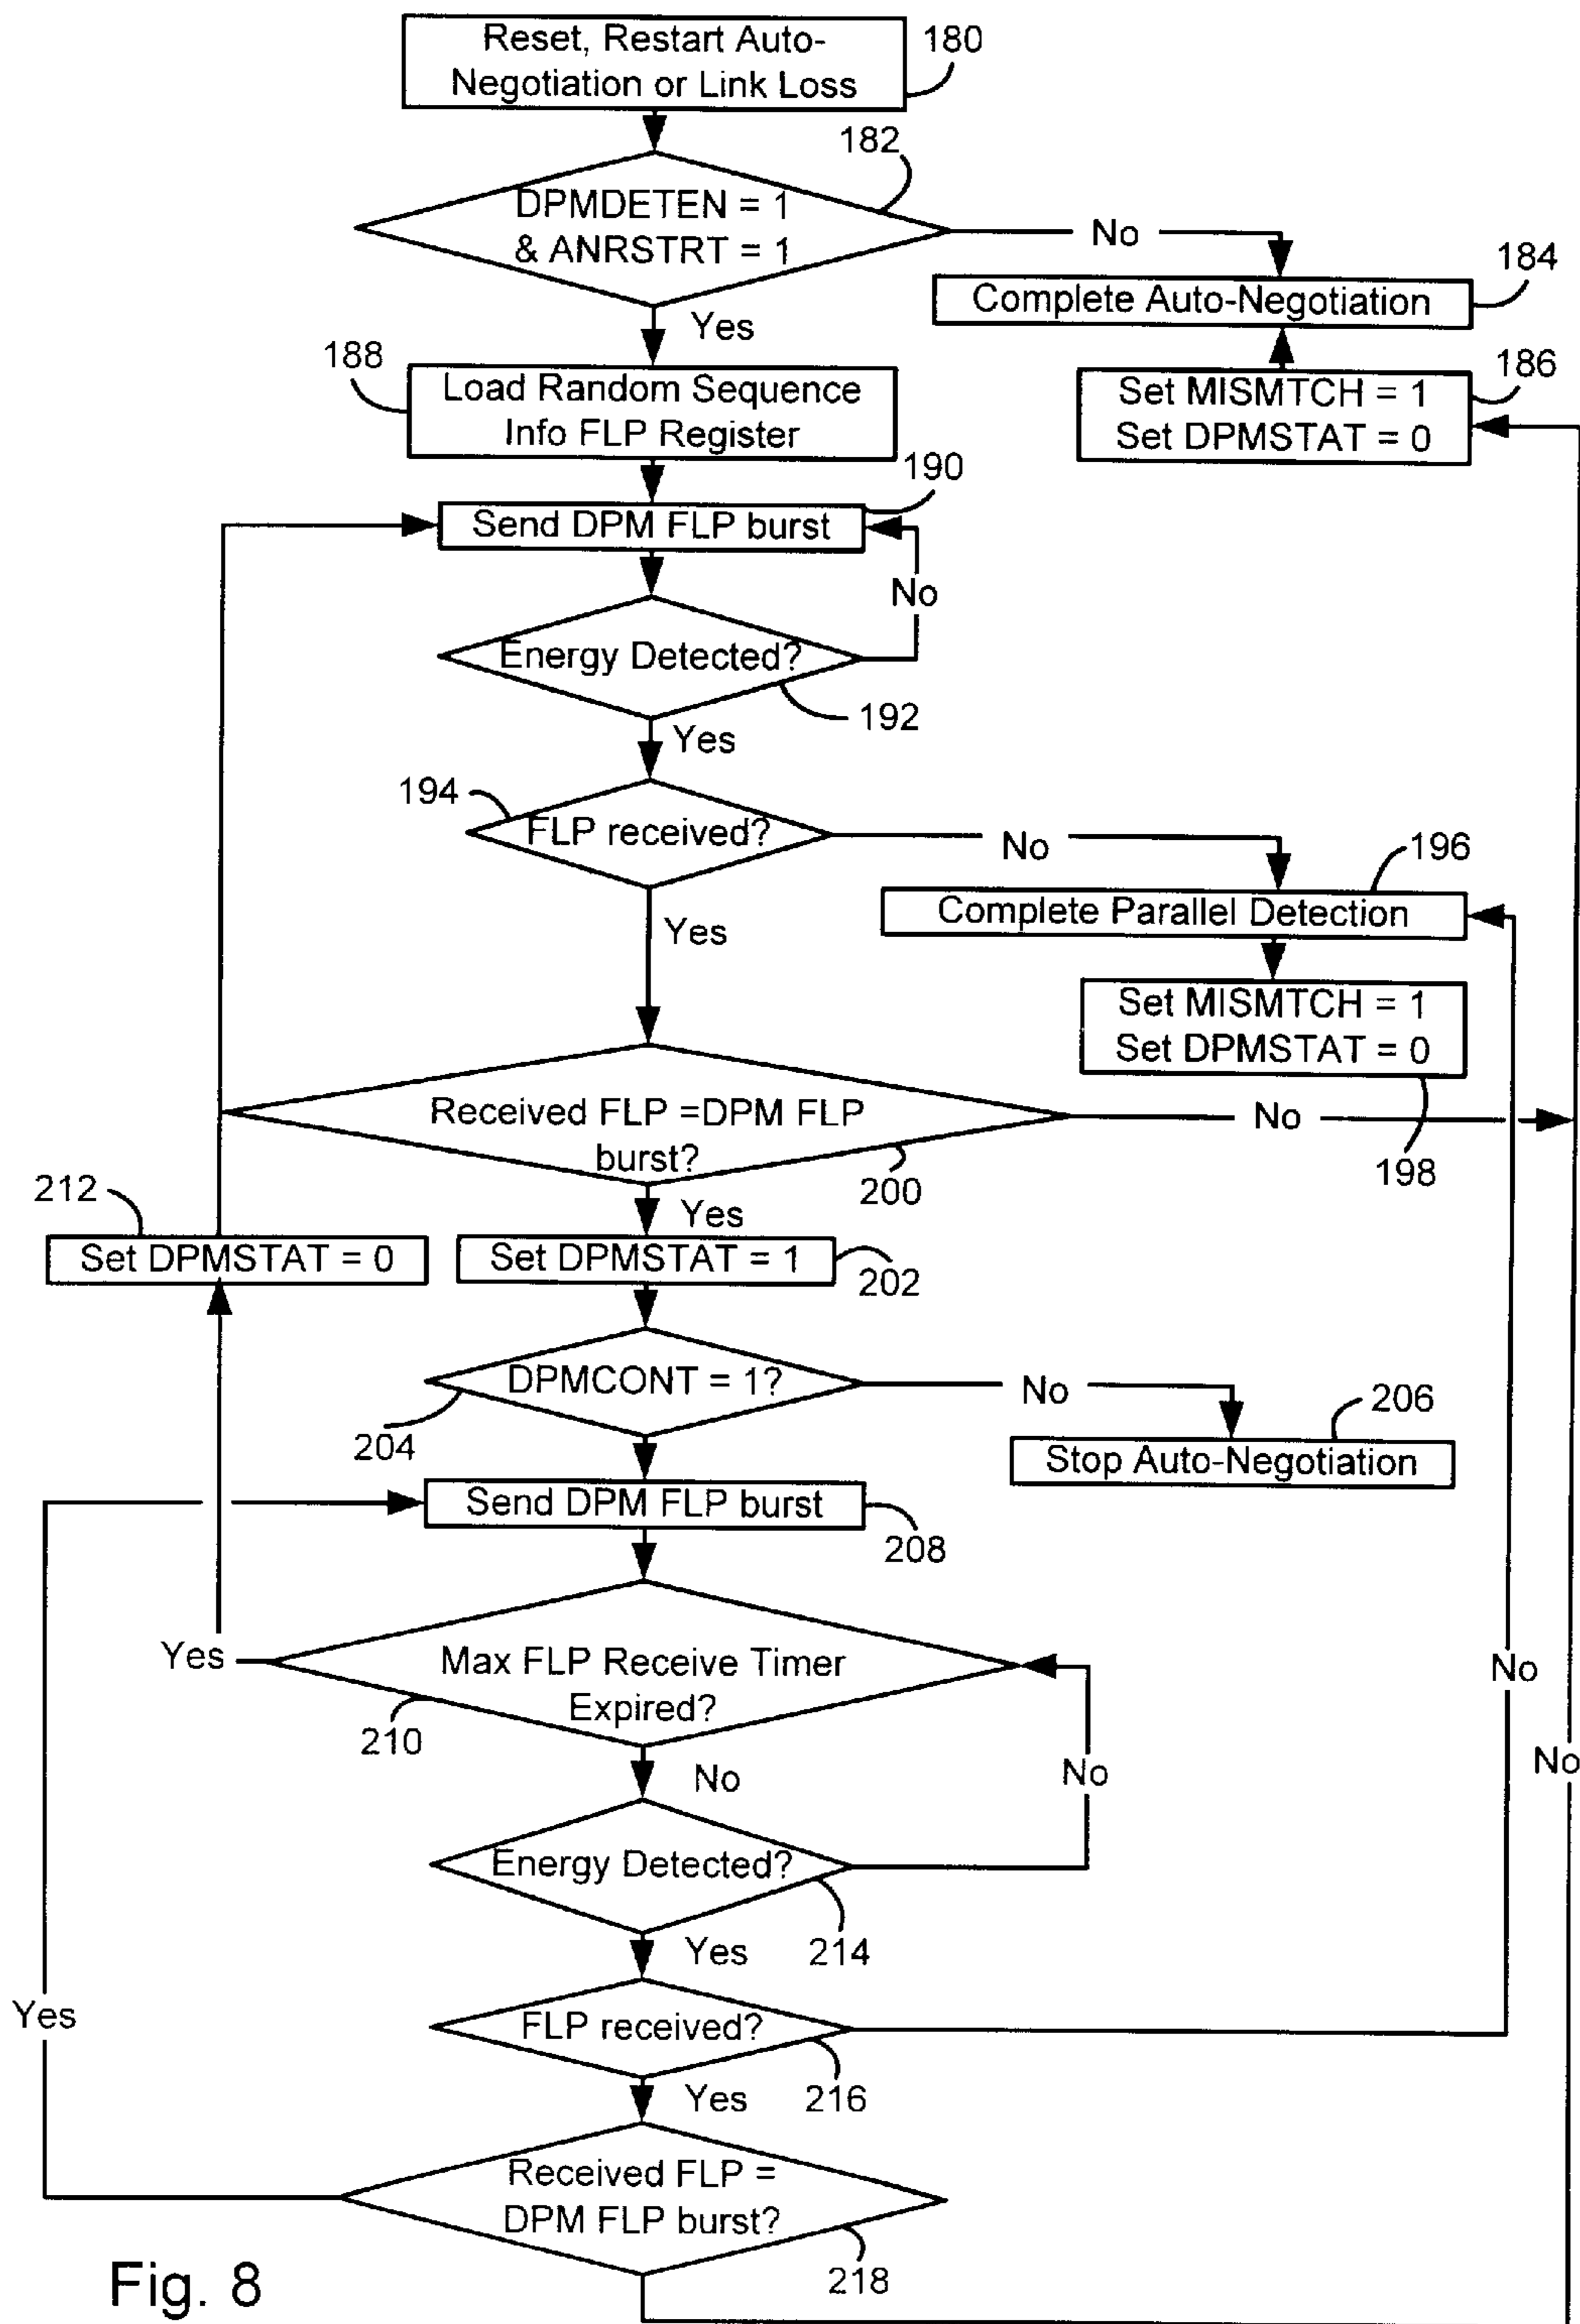 Reset, Restart Auto-
Negotiation or Link Loss
180
182
DPMDETEN = 1
& ANRSTRT = 1
No
184
Complete Auto-Negotiation
Yes
188
Load Random Sequence
Info FLP Register
186
Set MISMTCH = 1
Set DPMSTAT = 0
190
Send DPM FLP burst
No
Energy Detected?
192
Yes
194
FLP received?
No
196
Complete Parallel Detection
Yes
Set MISMTCH = 1
Set DPMSTAT = 0
198
Received FLP =DPM FLP
burst?
No
200
212
Yes
Set DPMSTAT = 0
Set DPMSTAT = 1
202
DPMCONT = 1?
No
204
206
Stop Auto-Negotiation
Send DPM FLP burst
208
Yes
Max FLP Receive Timer
Expired?
210
No
No
No
No
Energy Detected?
214
Yes
Yes
FLP received?
216
Yes
Received FLP =
DPM FLP burst?
218
Fig. 8